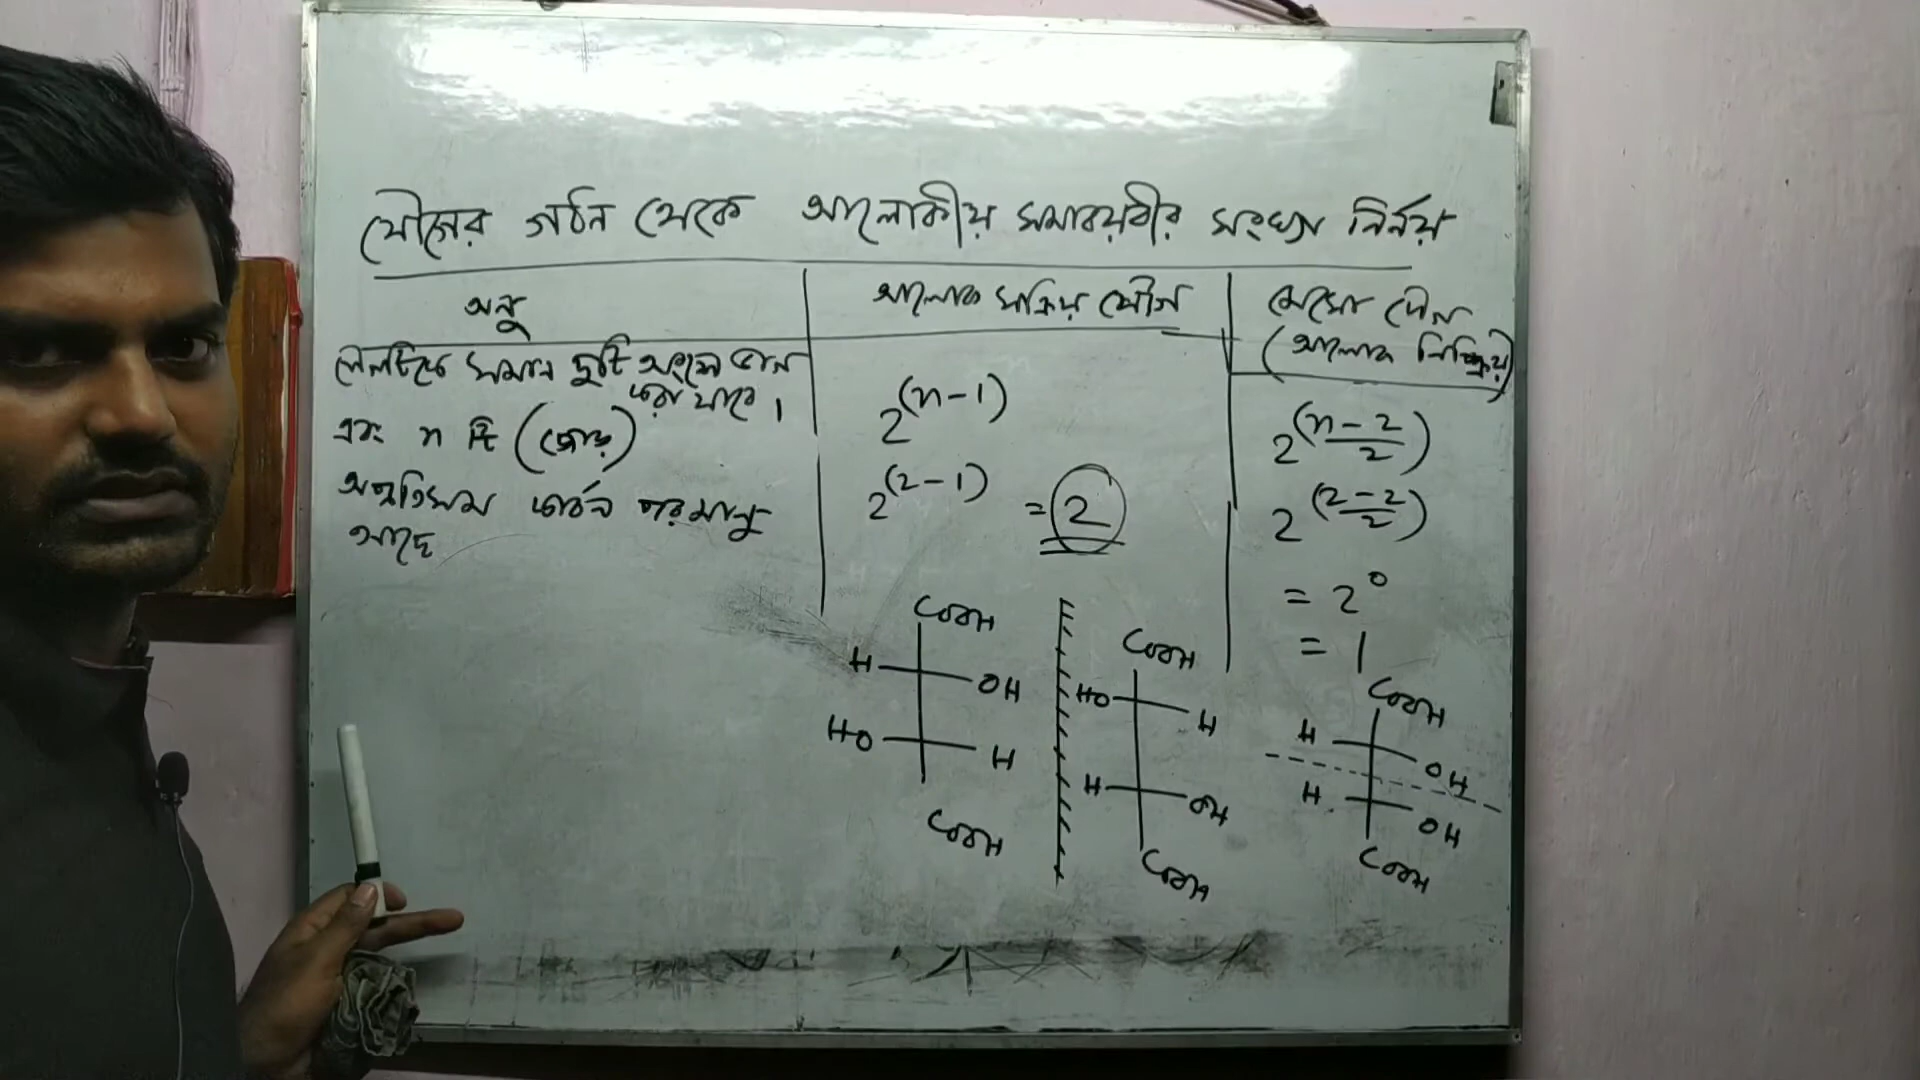 যৌগের গঠন থেকে আলোকীয় সমাবয়বীর সংখ্যা নির্নয়
অনু
আলোক সক্রিয় যৌগ
মেসো যৌগ
(আলোক নিষ্ক্রিয়)
সমান দুটি অংশে ভাগ
করা যাবে।
এবং n টি (জোড়)
অপ্রতিসম কার্বন পরমানু
আছে
2^(n-1)
2^(2-1) = 2
2^(n-2/2)
2^(2-2/2)
= 2^0
= 1
COOH
H OH
HO H
COOH
COOH
HO H
H OH
COOH
COOH
H OH
H OH
COOH